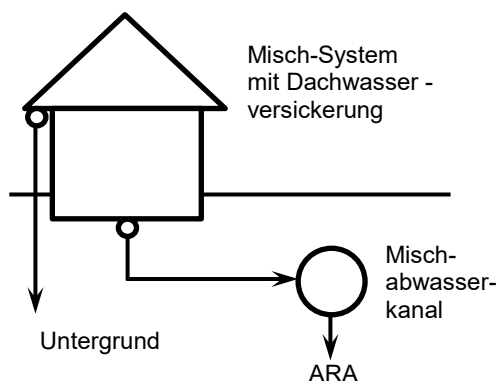 Misch-System
mit Dachwasser -
versickerung
Misch-
abwasser-
kanal
Untergrund
ARA